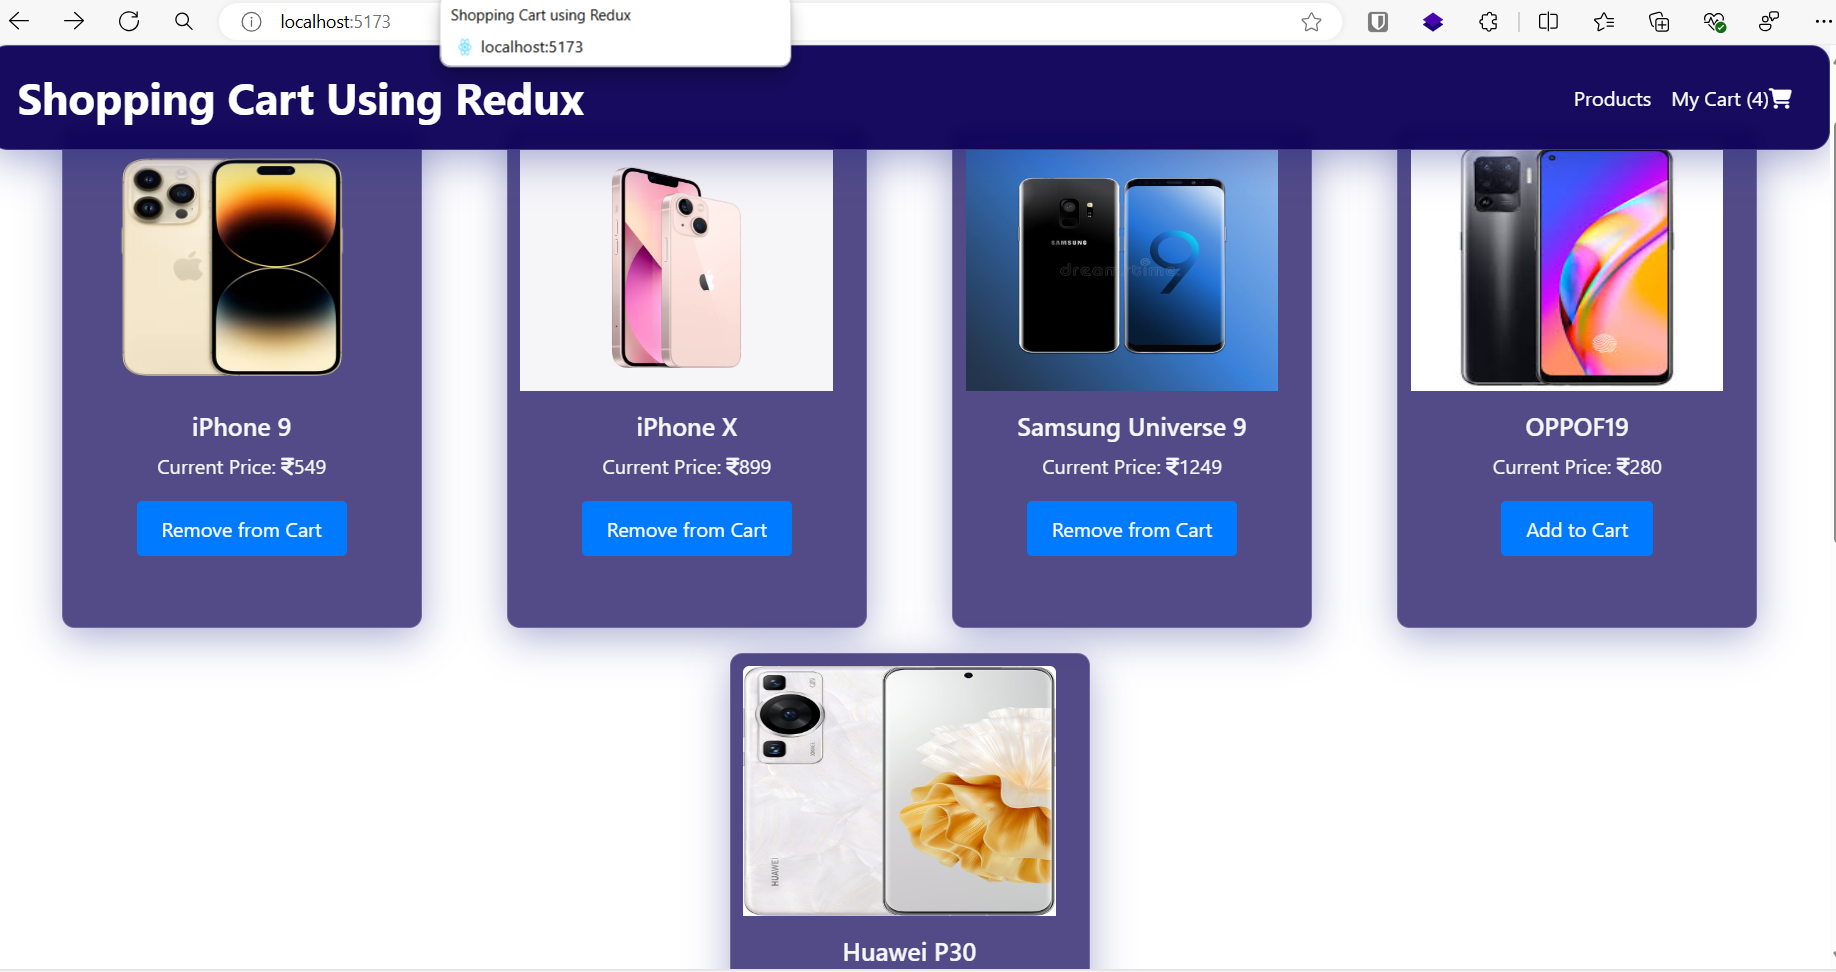 Shopping Cart using Redux
localhost:5173
localhost:5173
Shopping Cart Using Redux
Products
My Cart (4)
SAMSUNG
9
dreamstime
iPhone 9
Current Price: ₹549
Remove from Cart
iPhone X
Current Price: ₹899
Remove from Cart
Samsung Universe 9
Current Price: ₹1249
Remove from Cart
OPPOF19
Current Price: ₹280
Add to Cart
HUAWEI
Huawei P30